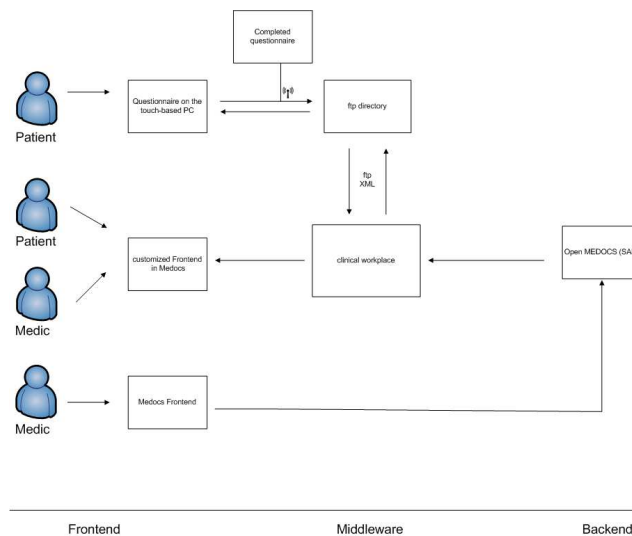 Completed
questionnaire
Patient
Questionnaire on the
touch-based PC
ftp directory
ftp
XML
Patient
customized Frontend
in Medocs
clinical workplace
Open MEDOCS (SA
Medic
Medocs Frontend
Medic
Frontend
Middleware
Backend